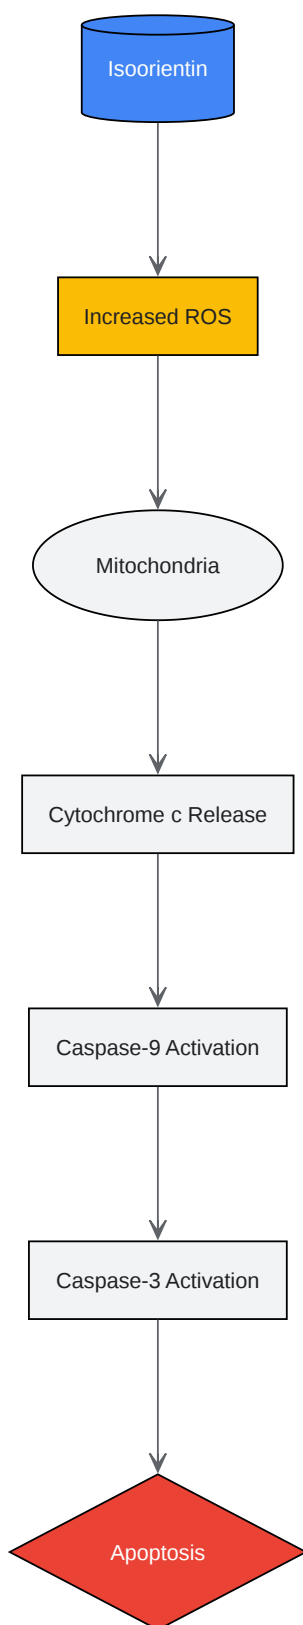 Isoorientin
Increased ROS
Mitochondria
Cytochrome c Release
Caspase-9 Activation
Caspase-3 Activation
Apoptosis